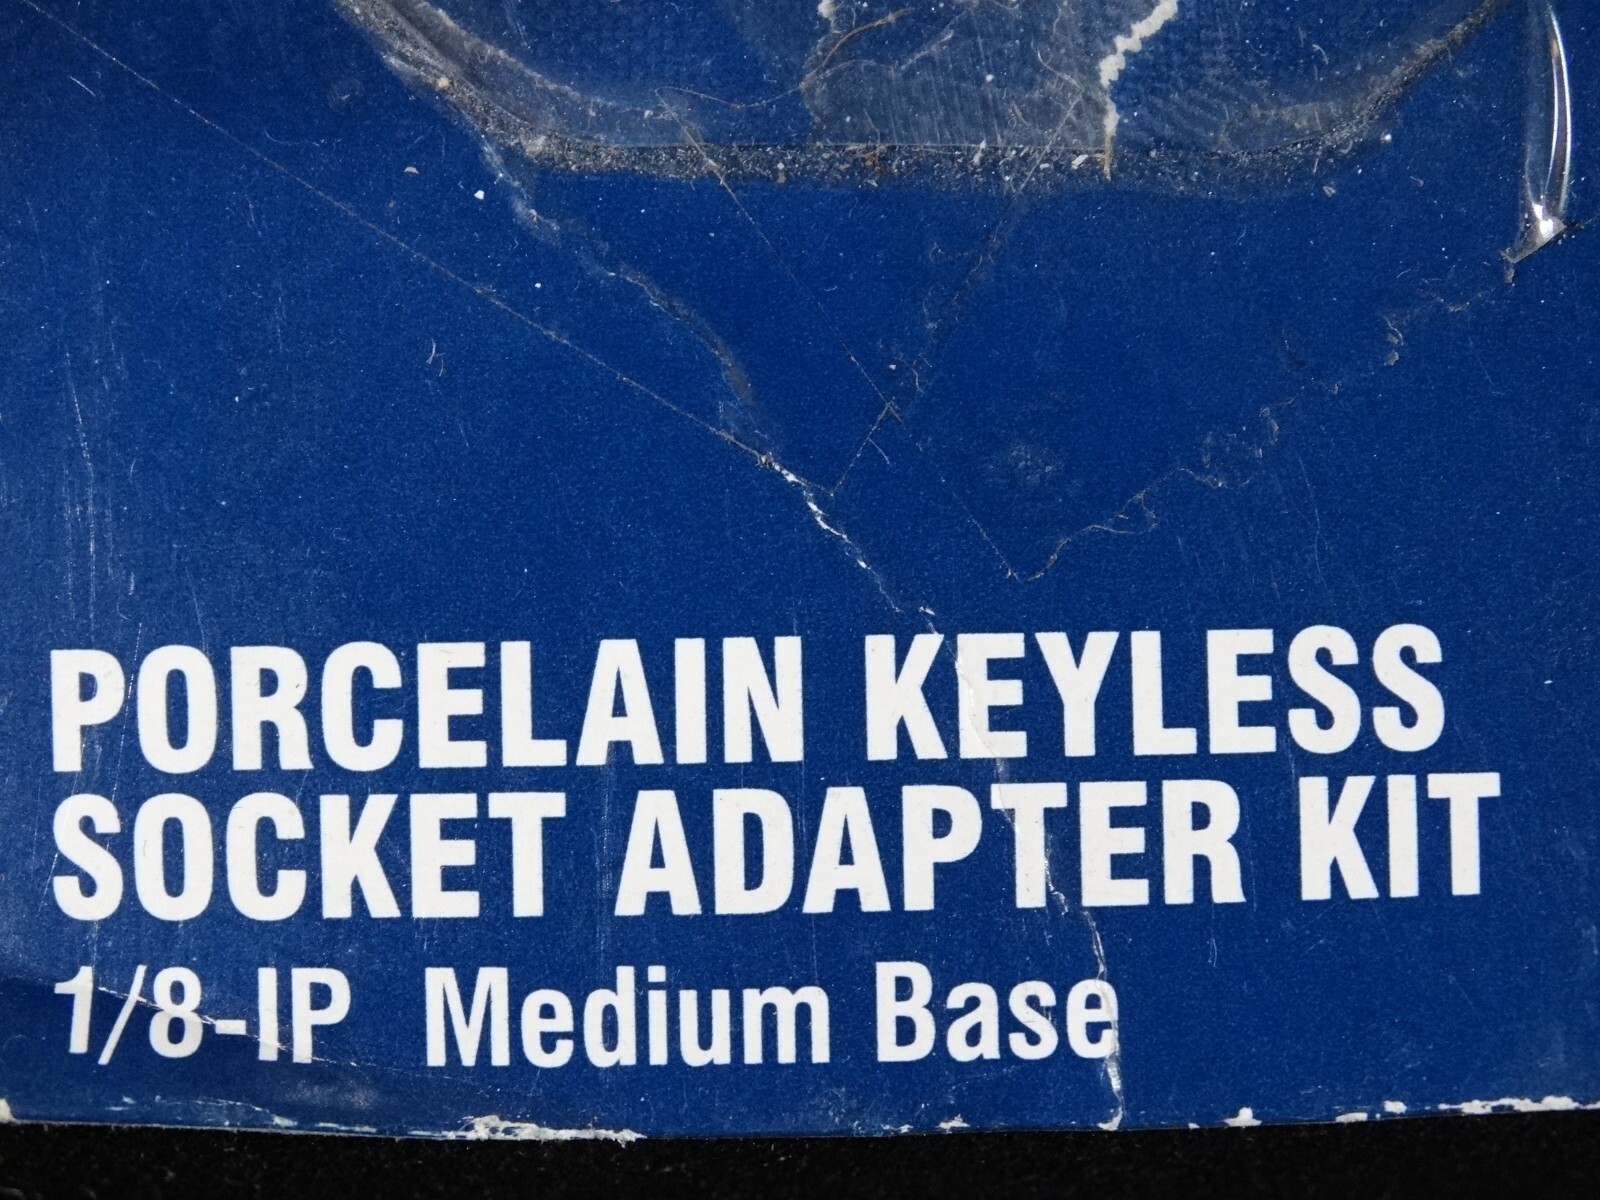 PORCELAIN KEYLESS
SOCKET ADAPTER KIT
1/8-IP Medium Base